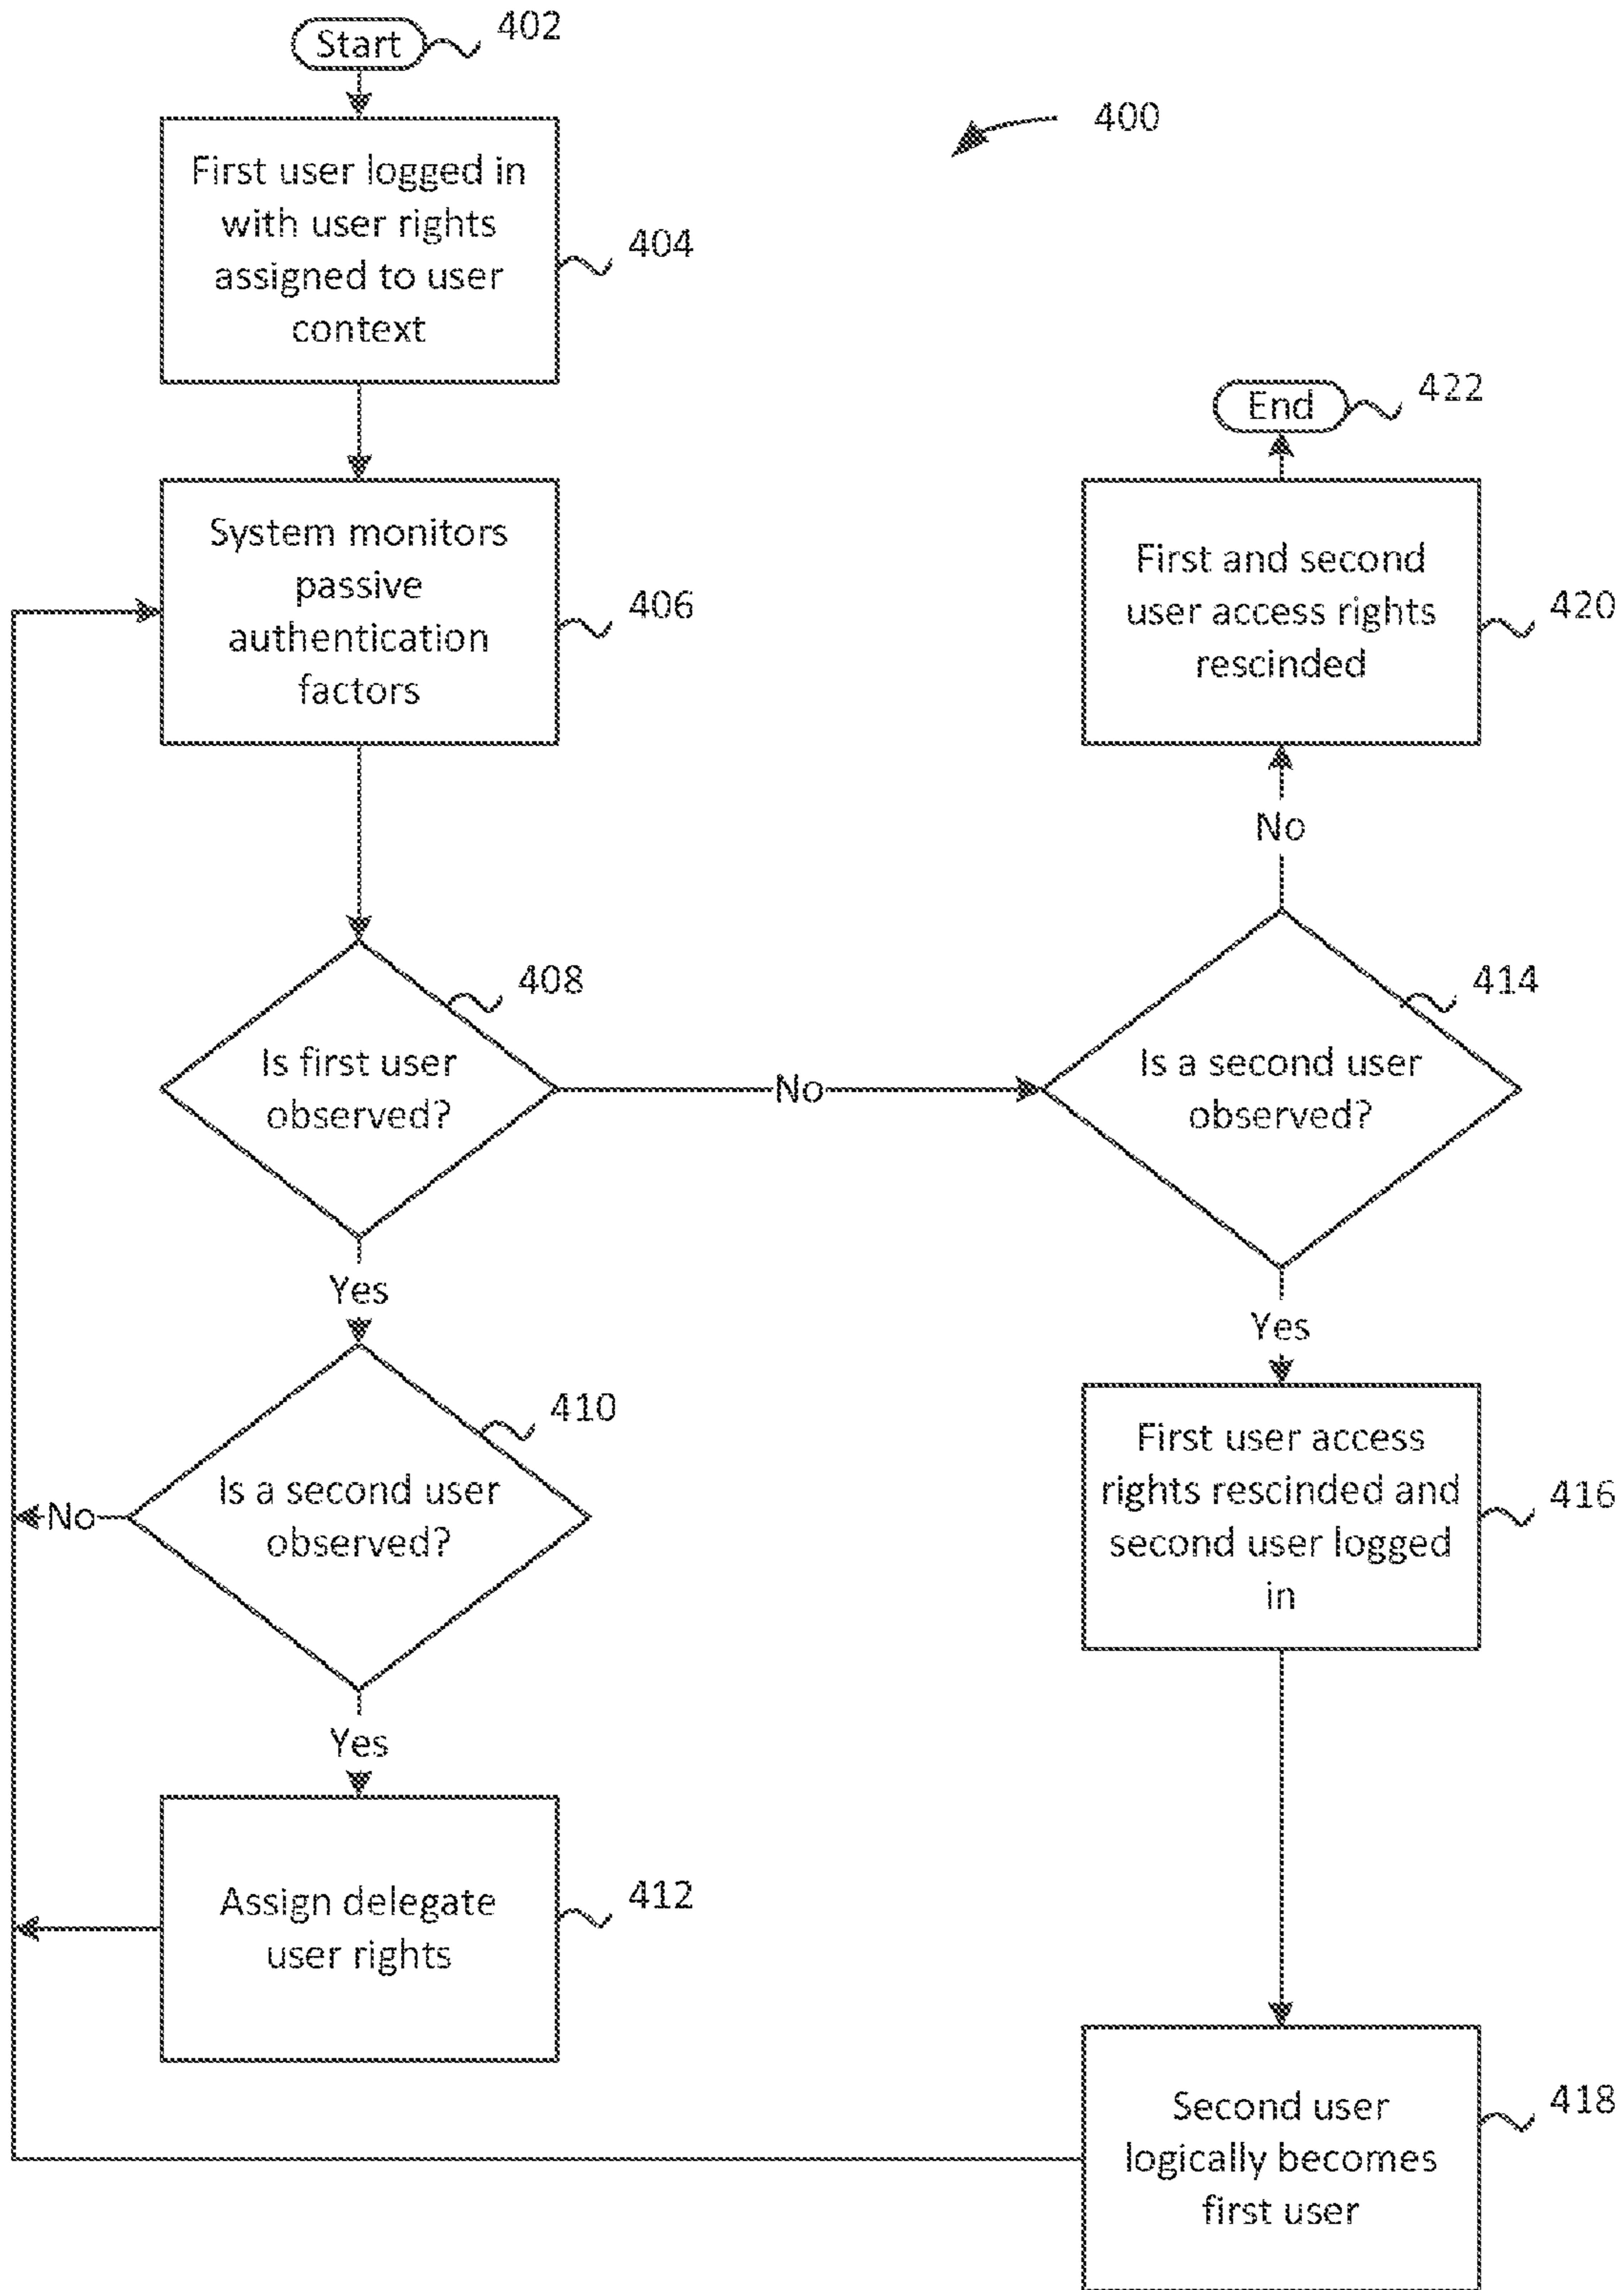 Start
402
400
First user logged in
with user rights
assigned to user
context
404
System monitors
passive
authentication
factors
406
Is first user
observed?
408
No
Yes
Is a second user
observed?
410
No
Yes
Assign delegate
user rights
412
Is a second user
observed?
414
No
First and second
user access rights
rescinded
420
End
422
Yes
First user access
rights rescinded and
second user logged
in
416
Second user
logically becomes
first user
418